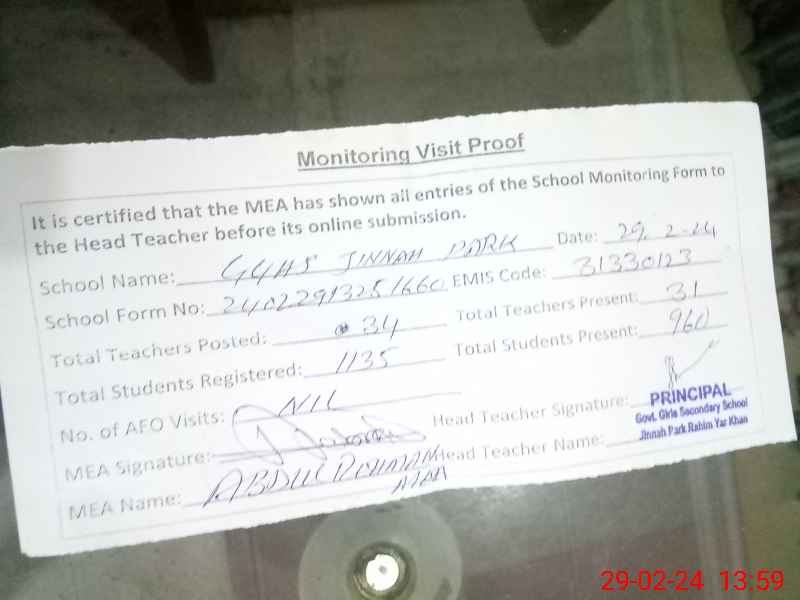 Monitoring Visit Proof
It is certified that the MEA has shown all entries of the School Monitoring Form to
the Head Teacher before its online submission.
School Name: GGHS JINNAH PARK Date: 29.2-24
School Form No: 24022913251660 EMIS Code: 31330123
Total Teachers Posted: 34 Total Teachers Present: 31
Total Students Registered: 1135 Total Students Present: 960
No. of AFO Visits: NIL
MEA Signature: Head Teacher Signature:
PRINCIPAL
Govt. Girls Secondary School
Jinnah Park Rahim Yar Khan
MEA Name: ABDUL Head Teacher Name:
29-02-24 13:59